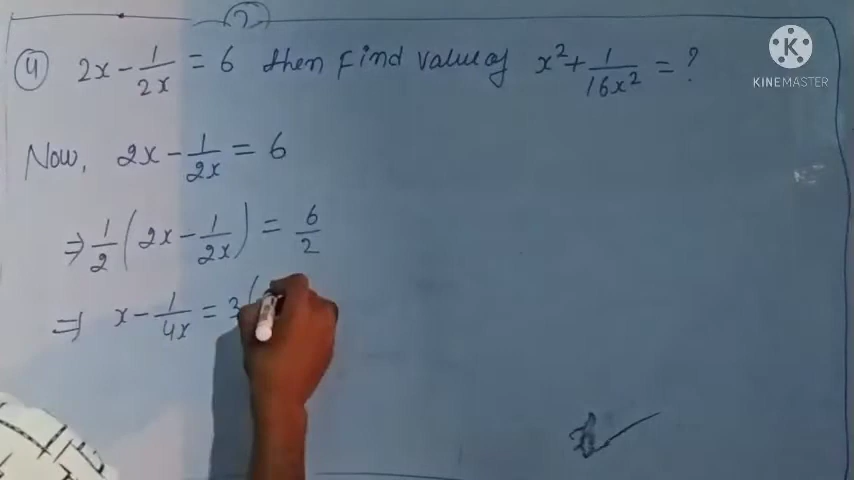 2
4 2x - 1/2x = 6 then find value of x² + 1/16x² = ?
KINEMASTER
Now, 2x - 1/2x = 6
⇒ 1/2 (2x - 1/2x) = 6/2
⇒ x - 1/4x = 3 (